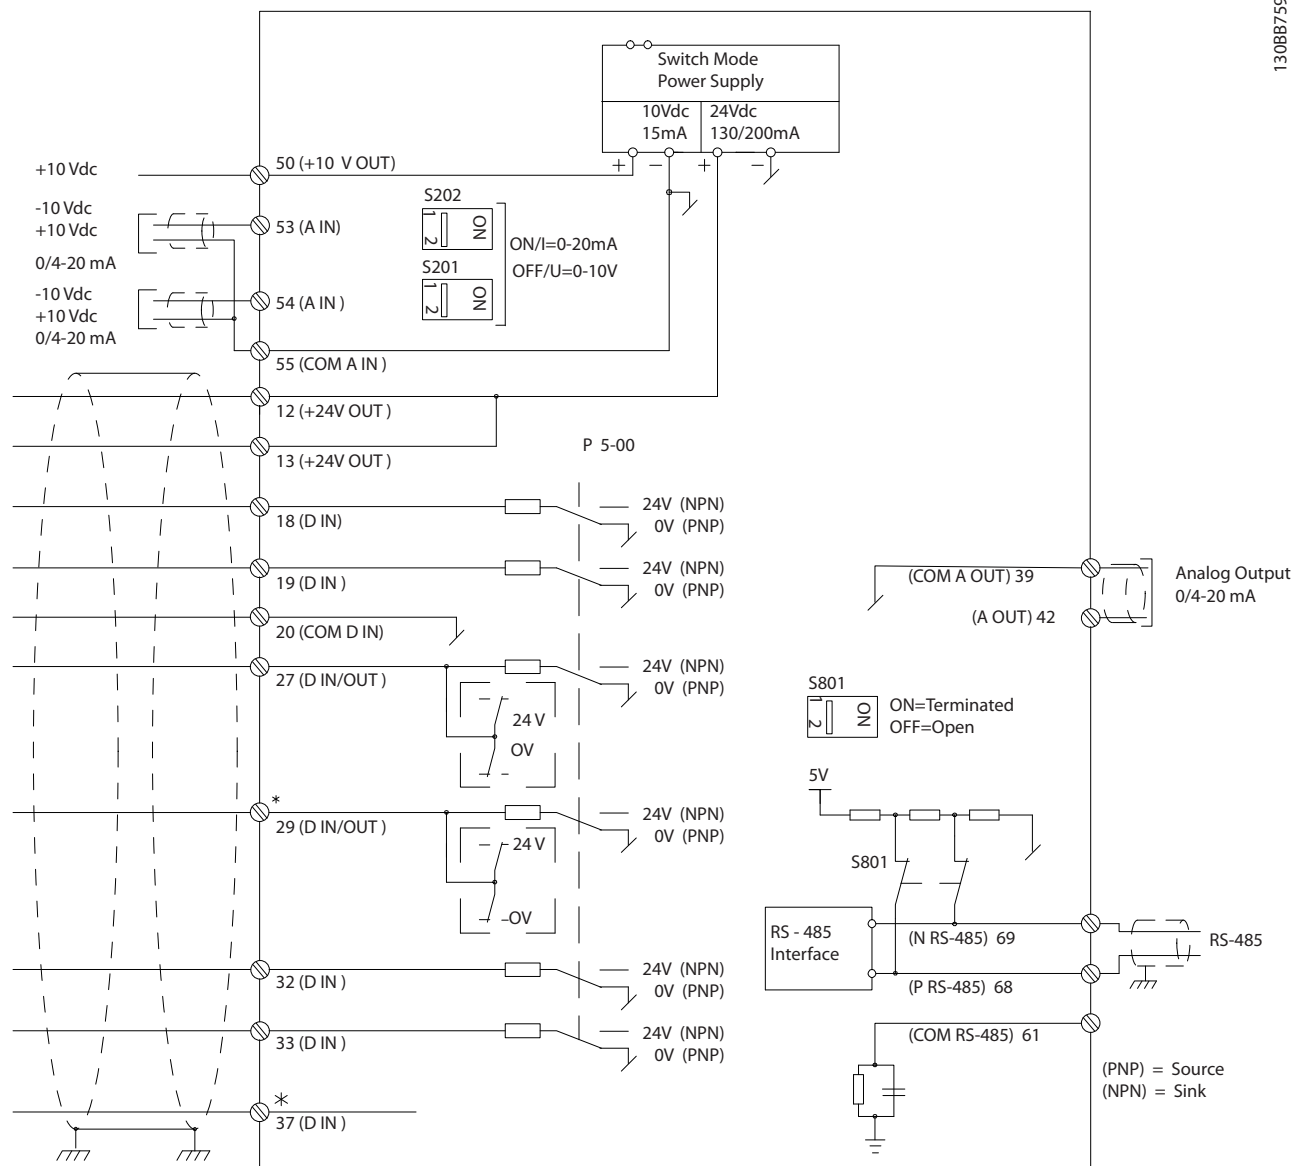 130BB759
Switch Mode
Power Supply
10Vdc
15mA
24Vdc
130/200mA
+ − + −
+10 Vdc
50 (+10 V OUT)
-10 Vdc
+10 Vdc
0/4-20 mA
53 (A IN)
S202
1
2
ON
ON/I=0-20mA
OFF/U=0-10V
S201
1
2
ON
-10 Vdc
+10 Vdc
0/4-20 mA
54 (A IN )
55 (COM A IN )
12 (+24V OUT )
13 (+24V OUT )
P 5-00
18 (D IN)
24V (NPN)
0V (PNP)
19 (D IN )
24V (NPN)
0V (PNP)
20 (COM D IN)
27 (D IN/OUT )
24V (NPN)
0V (PNP)
24 V
OV
*
29 (D IN/OUT )
24V (NPN)
0V (PNP)
24 V
OV
32 (D IN )
24V (NPN)
0V (PNP)
33 (D IN )
24V (NPN)
0V (PNP)
*
37 (D IN )
(COM A OUT) 39
(A OUT) 42
Analog Output
0/4-20 mA
S801
1
2
ON
ON=Terminated
OFF=Open
5V
S801
RS - 485
Interface
(N RS-485) 69
(P RS-485) 68
RS-485
(COM RS-485) 61
(PNP) = Source
(NPN) = Sink